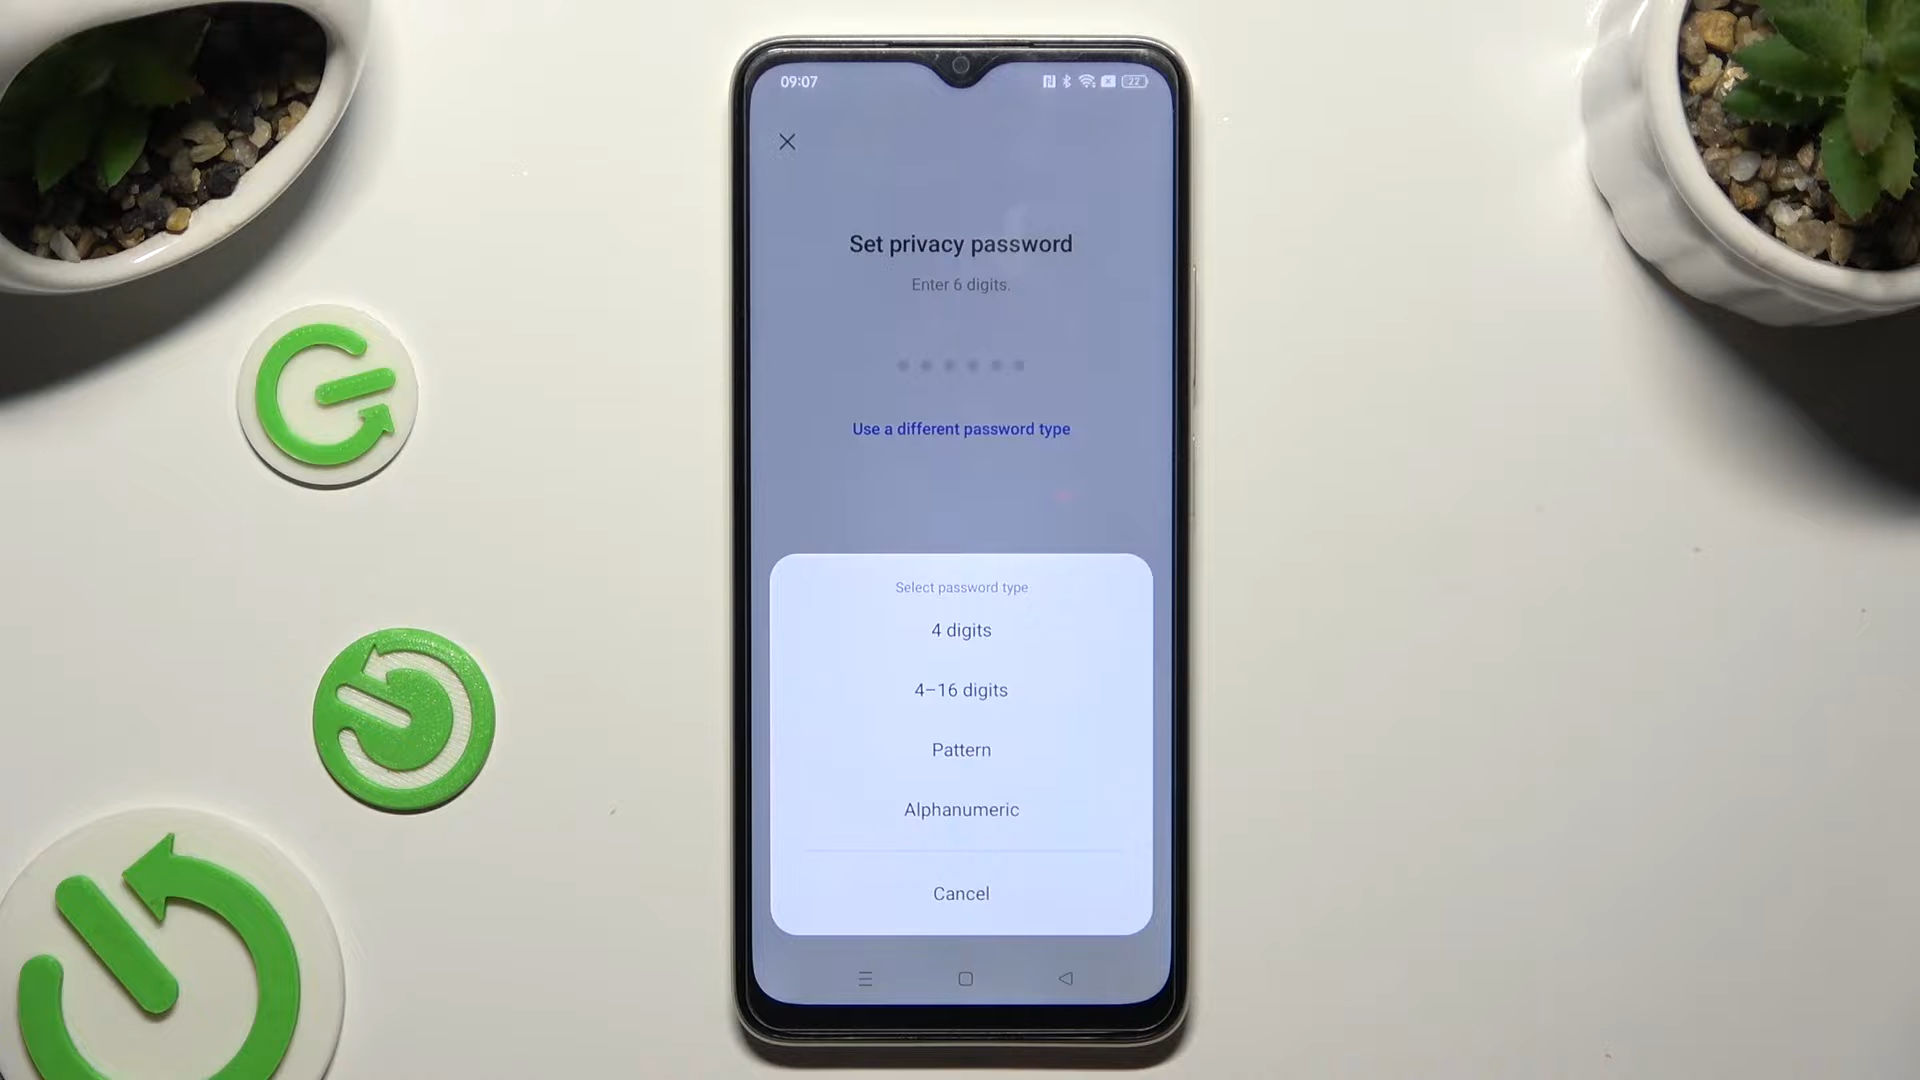 09:07
22
Set privacy password
Enter 6 digits.
Use a different password type
Select password type
4 digits
4–16 digits
Pattern
Alphanumeric
Cancel